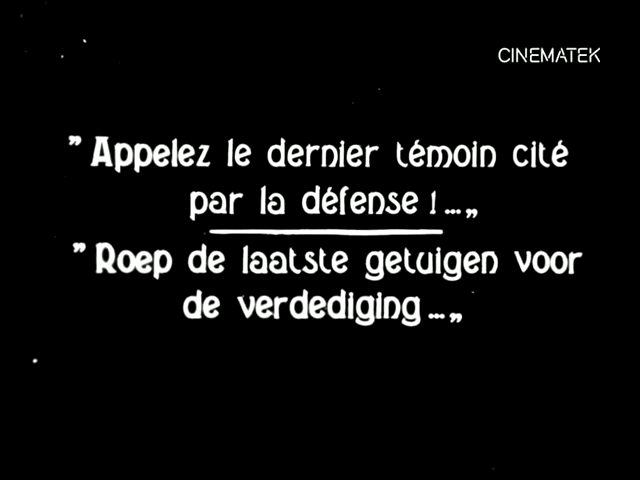 CINEMATEK
” Appelez le dernier témoin cité
par la défense !...„
” Roep de laatste getuigen voor
de verdediging...„